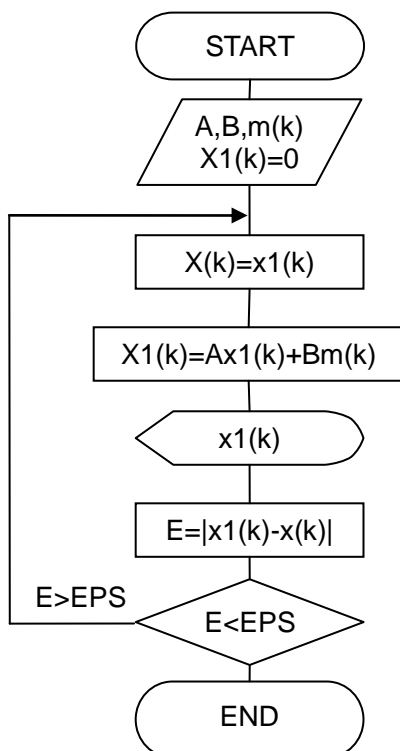 START
A,B,m(k)
X1(k)=0
X(k)=x1(k)
X1(k)=Ax1(k)+Bm(k)
x1(k)
E=|x1(k)-x(k)|
E>EPS
E<EPS
END